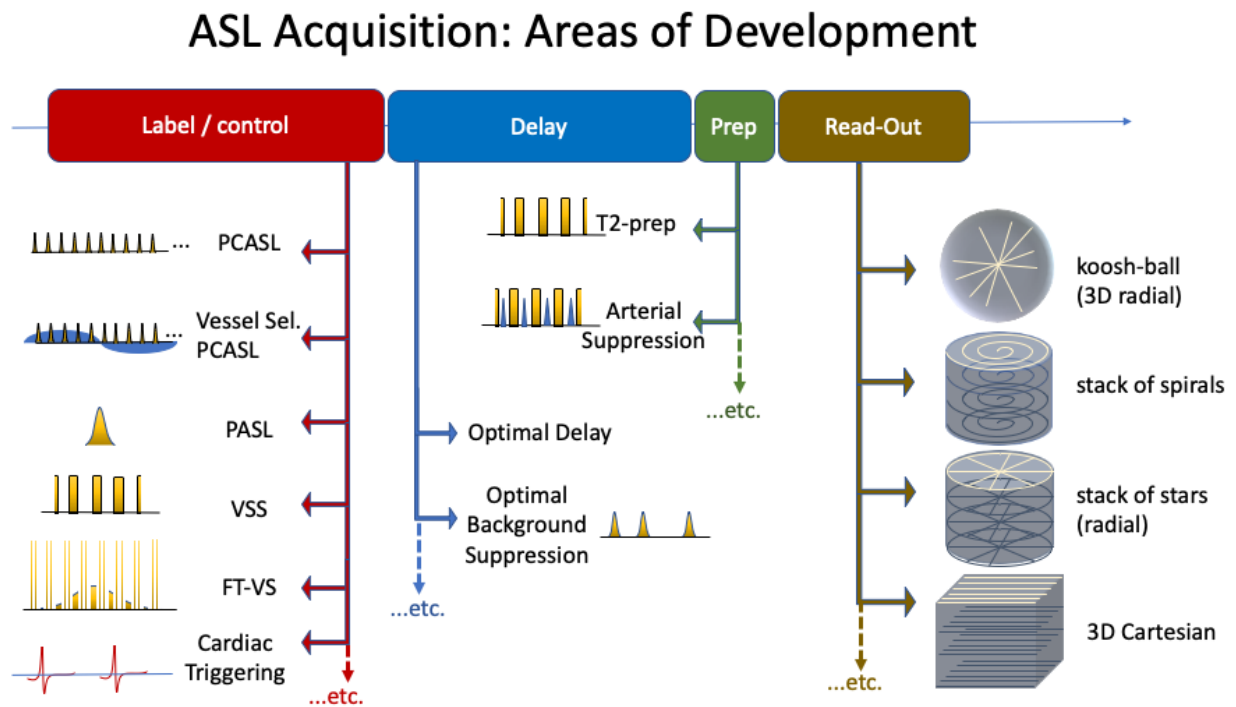 ASL Acquisition: Areas of Development
Label / control
Delay
Prep
Read-Out
...
PCASL
...
Vessel Sel.
PCASL
PASL
VSS
FT-VS
Cardiac
Triggering
...etc.
Optimal Delay
Optimal
Background
Suppression
...etc.
T2-prep
Arterial
Suppression
...etc.
koosh-ball
(3D radial)
stack of spirals
stack of stars
(radial)
3D Cartesian
...etc.